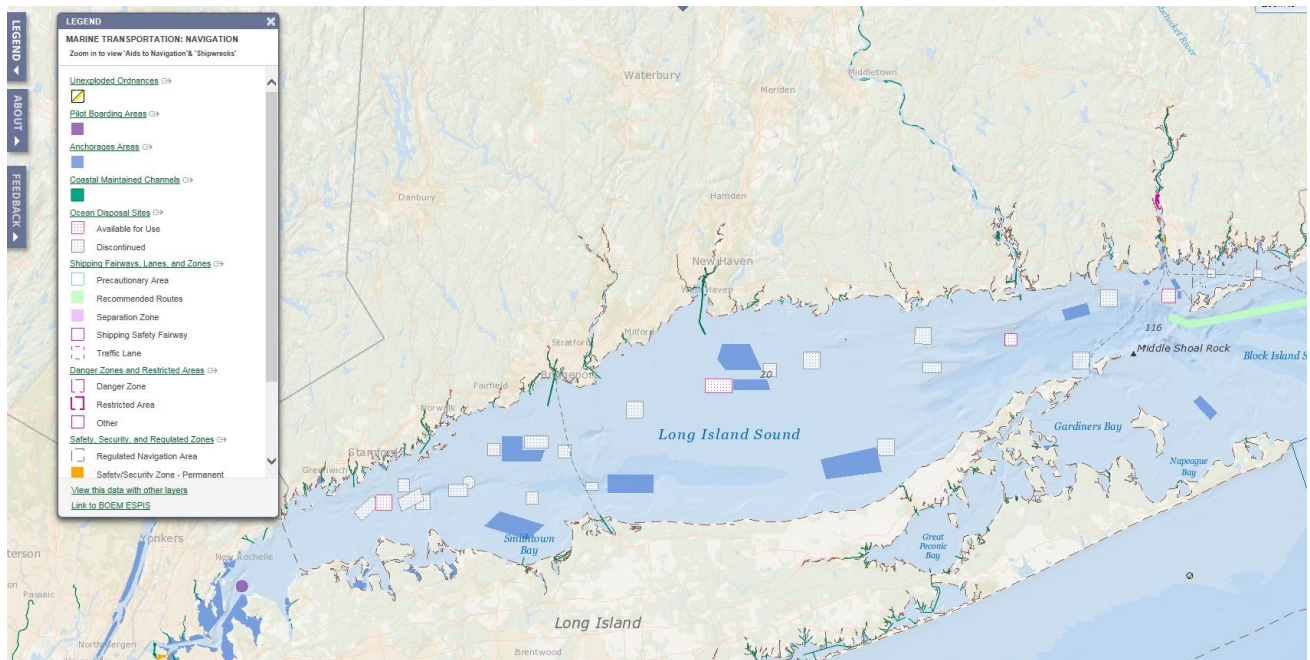 LEGEND
ABOUT
FEEDBACK
LEGEND
MARINE TRANSPORTATION: NAVIGATION
Zoom in to view 'Aids to Navigation'& 'Shipwrecks'
Unexploded Ordnances
Pilot Boarding Areas
Anchorages Areas
Coastal Maintained Channels
Ocean Disposal Sites
Available for Use
Discontinued
Shipping Fairways, Lanes, and Zones
Precautionary Area
Recommended Routes
Separation Zone
Shipping Safety Fairway
Traffic Lane
Danger Zones and Restricted Areas
Danger Zone
Restricted Area
Other
Safety, Security, and Regulated Zones
Regulated Navigation Area
Safety/Security Zone - Permanent
View this data with other layers
Link to BOEM ESPIS
Waterbury
Middletown
Meriden
Danbury
Hamden
New Haven
West Haven
Milford
Stratford
Bridgeport
Fairfield
Norwalk
Stamford
Greenwich
116
Middle Shoal Rock
Block Island S
20
Long Island Sound
Gardiners Bay
Napeague
Bay
Smithtown
Bay
Great
Peconic
Bay
Yonkers
New Rochelle
terson
Passaic
North Bergen
Long Island
Brentwood